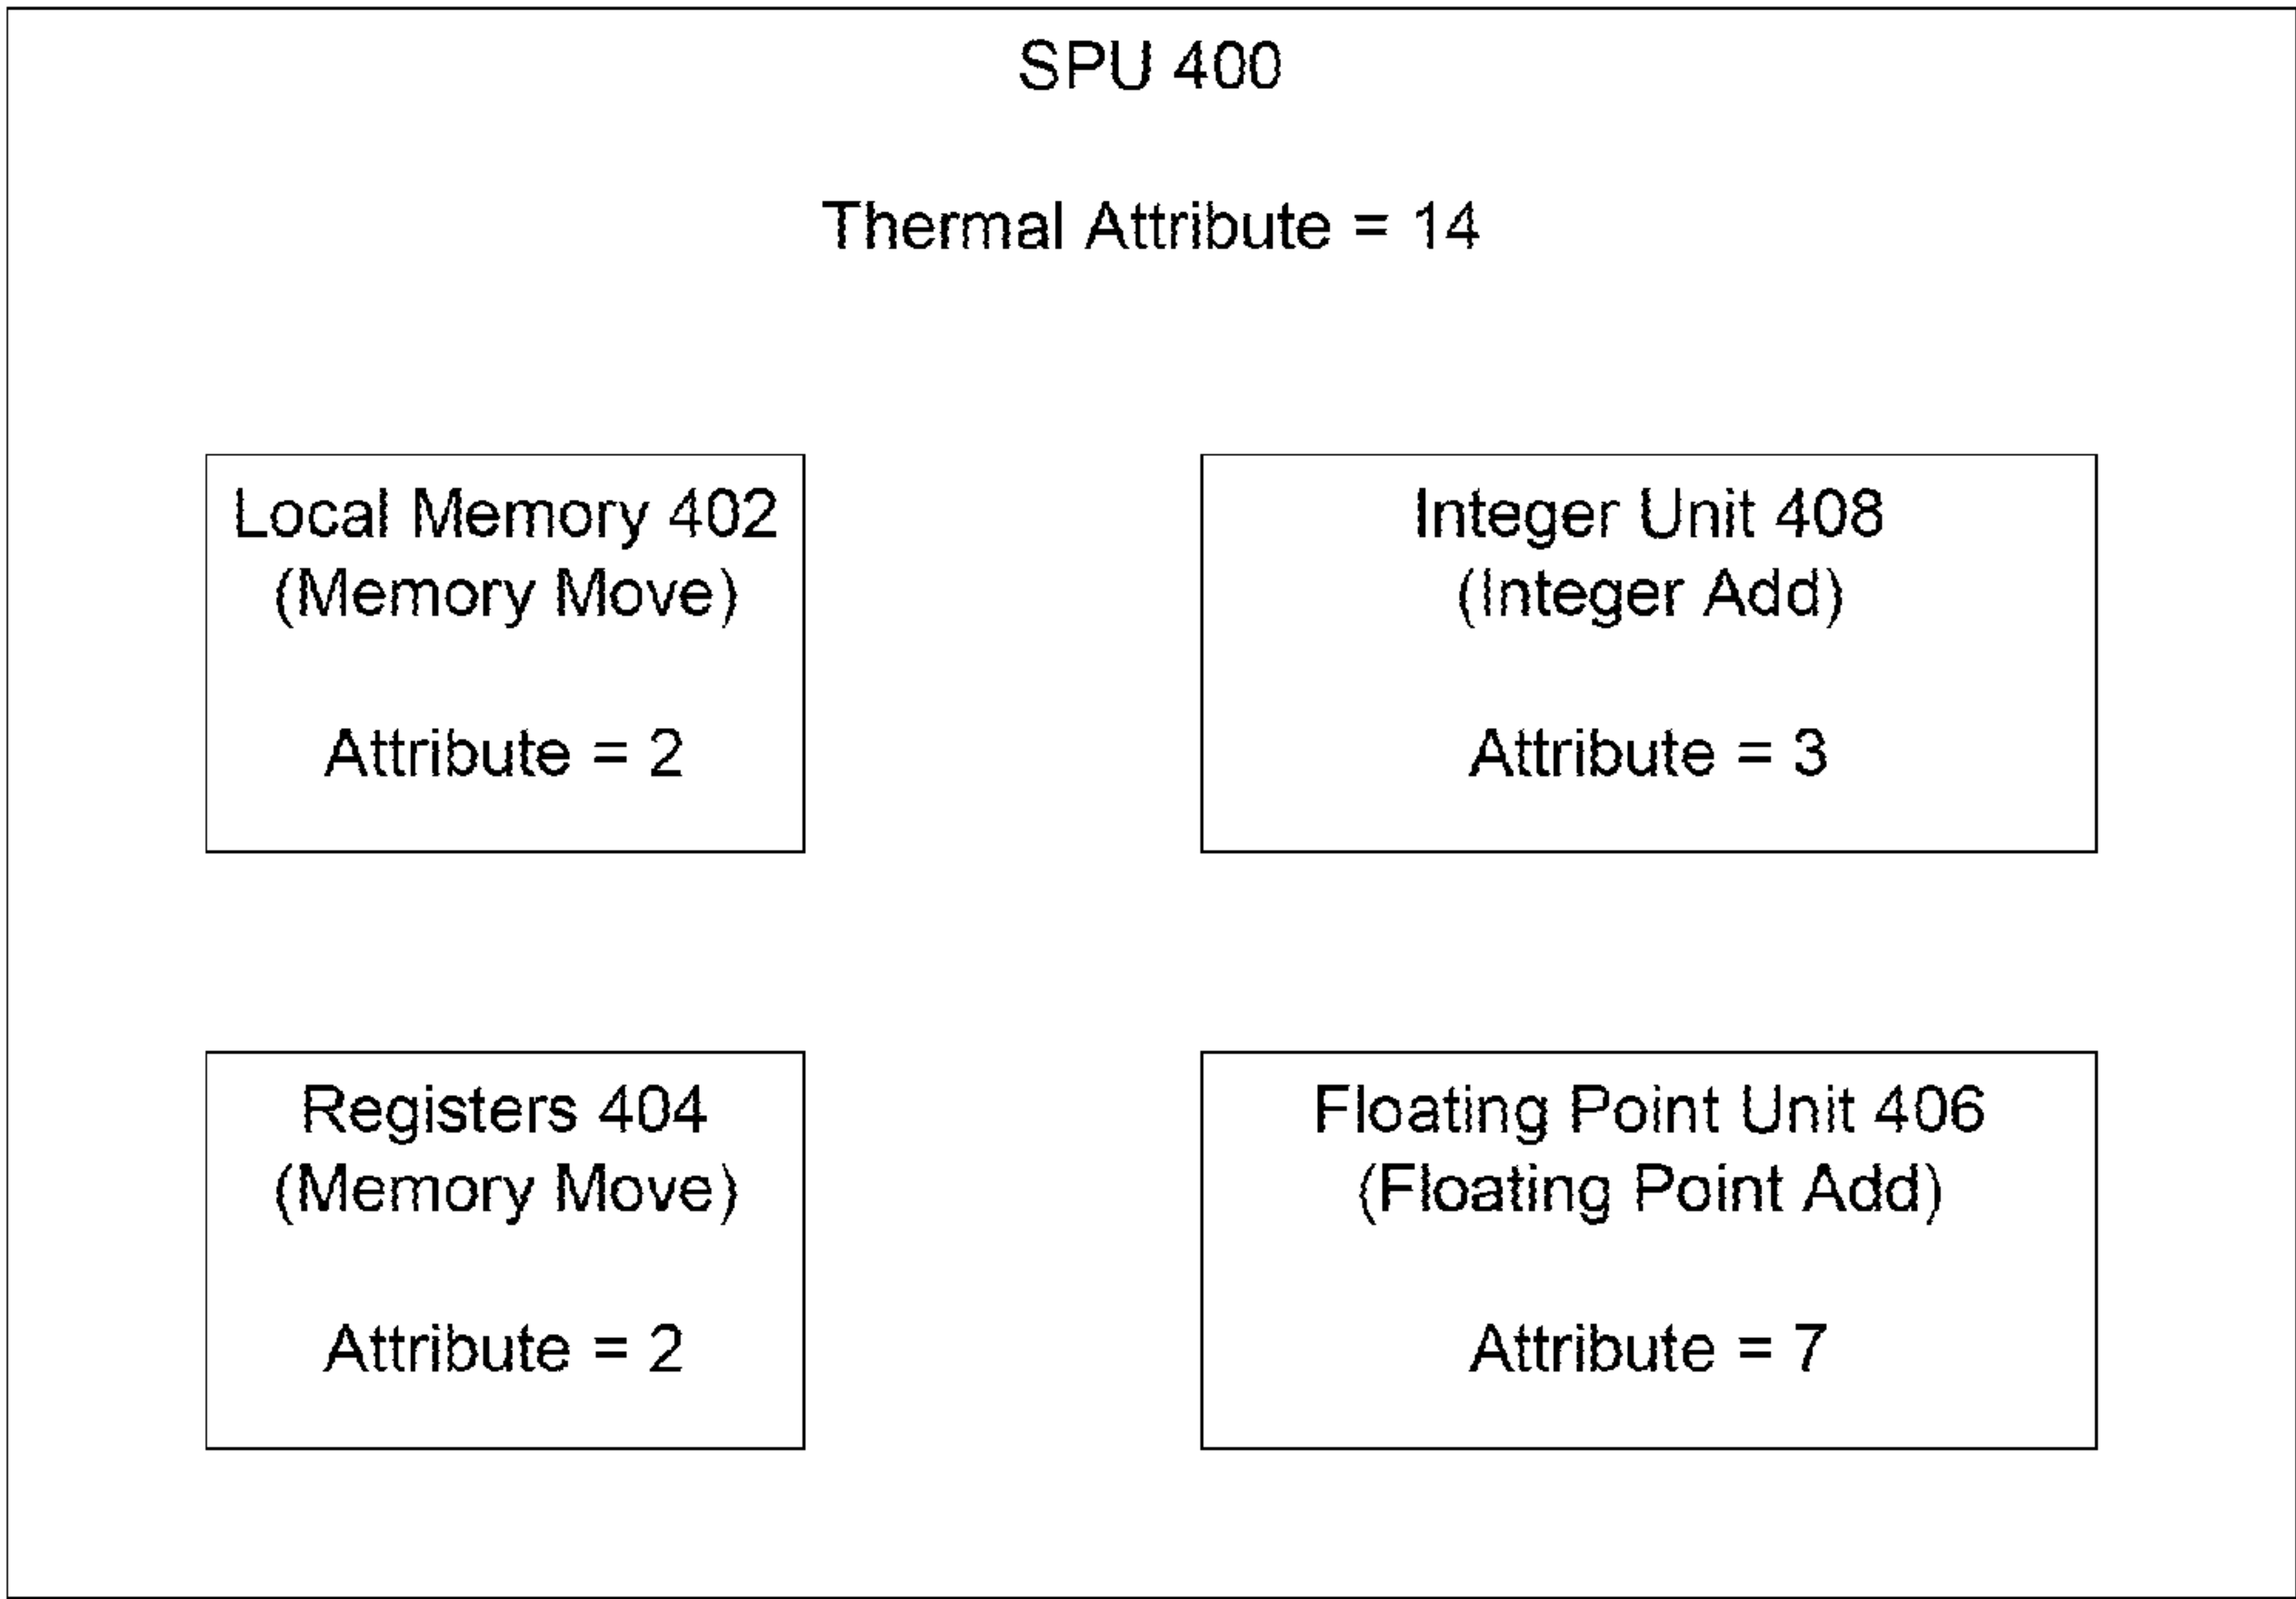 SPU 400
Thermal Attribute = 14
Local Memory 402
(Memory Move)
Attribute = 2
Integer Unit 408
(Integer Add)
Attribute = 3
Registers 404
(Memory Move)
Attribute = 2
Floating Point Unit 406
(Floating Point Add)
Attribute = 7